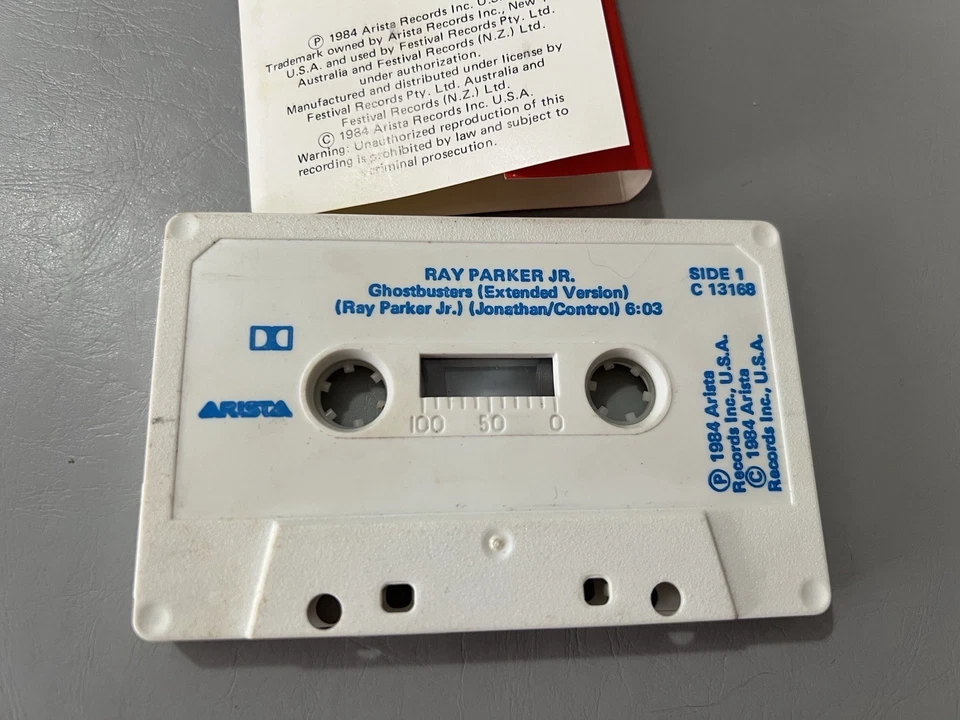 Ⓟ 1984 Arista Records Inc. U.S.
Trademark owned by Arista Records Inc., New
U.S.A. and used by Festival Records Pty. Ltd.
Australia and Festival Records (N.Z.) Ltd.
under authorization.
Manufactured and distributed under license by
Festival Records Pty. Ltd. Australia and
Festival Records (N.Z.) Ltd.
Ⓒ 1984 Arista Records Inc. U.S.A.
Warning: Unauthorized reproduction of this
recording is prohibited by law and subject to
criminal prosecution.
RAY PARKER JR.
Ghostbusters (Extended Version)
(Ray Parker Jr.) (Jonathan/Control) 6:03
SIDE 1
C 13168
ARISTA
100 50 0
Ⓟ 1984 Arista
Records Inc., U.S.A.
Ⓒ 1984 Arista
Records Inc., U.S.A.